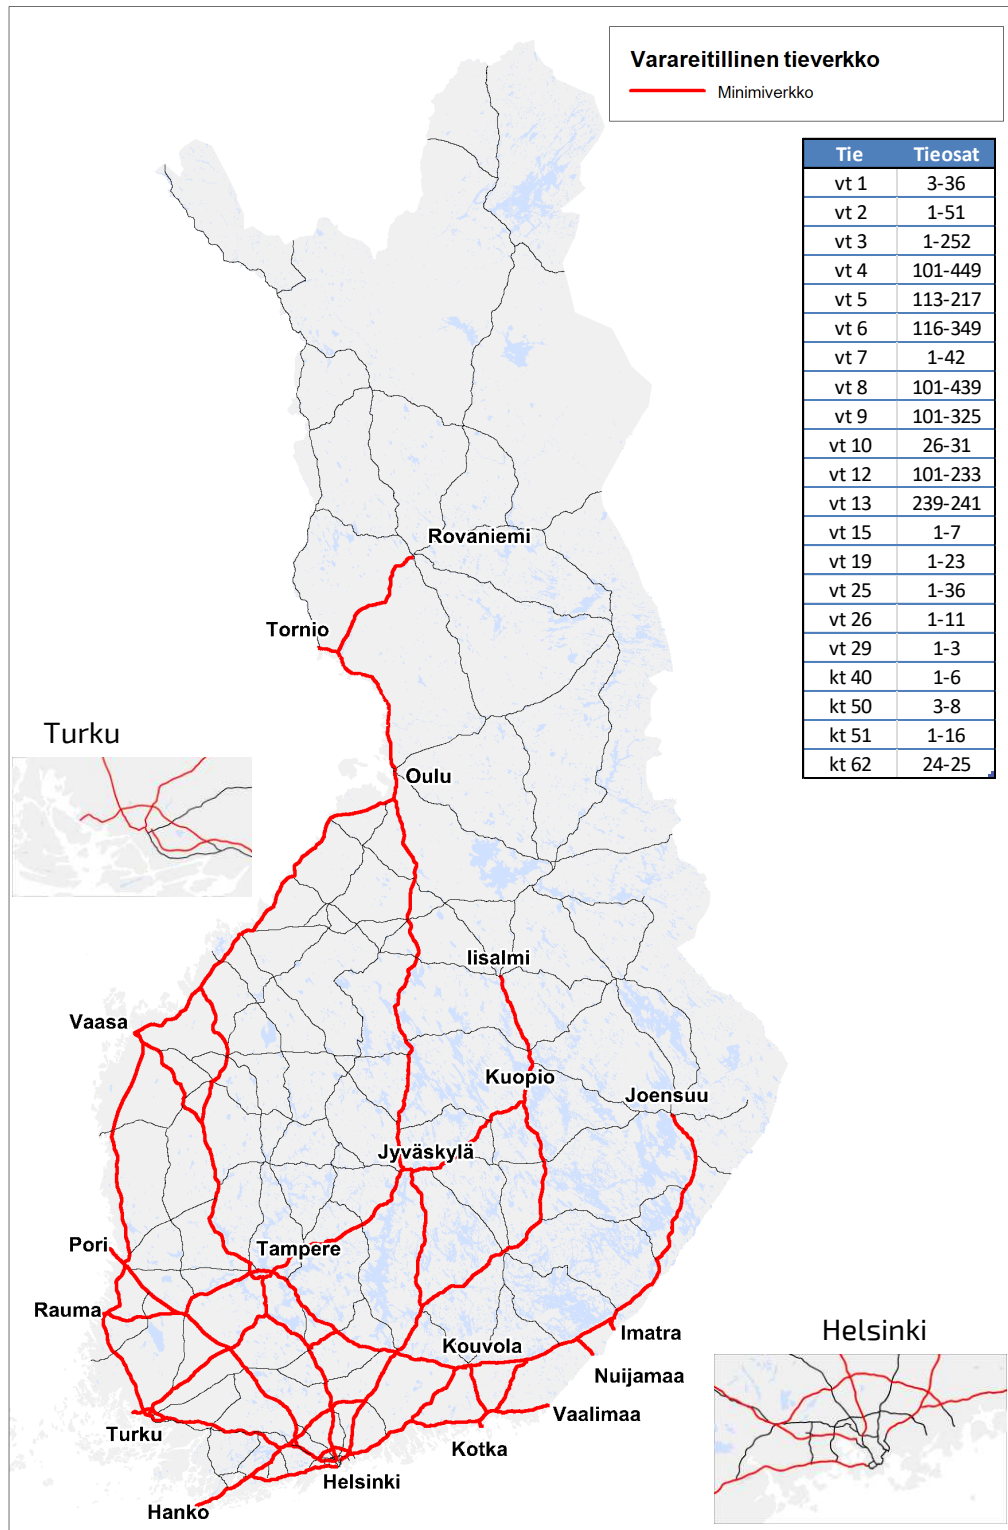 Varareitillinen tieverkko
Minimiverkko
Tie Tieosat
vt 1 3-36
vt 2 1-51
vt 3 1-252
vt 4 101-449
vt 5 113-217
vt 6 116-349
vt 7 1-42
vt 8 101-439
vt 9 101-325
vt 10 26-31
vt 12 101-233
vt 13 239-241
vt 15 1-7
vt 19 1-23
vt 25 1-36
vt 26 1-11
vt 29 1-3
kt 40 1-6
kt 50 3-8
kt 51 1-16
kt 62 24-25
Rovaniemi
Tornio
Turku
Oulu
Iisalmi
Vaasa
Kuopio
Joensuu
Jyväskylä
Pori
Tampere
Rauma
Imatra
Helsinki
Kouvola
Nuijamaa
Vaalimaa
Turku
Kotka
Helsinki
Hanko